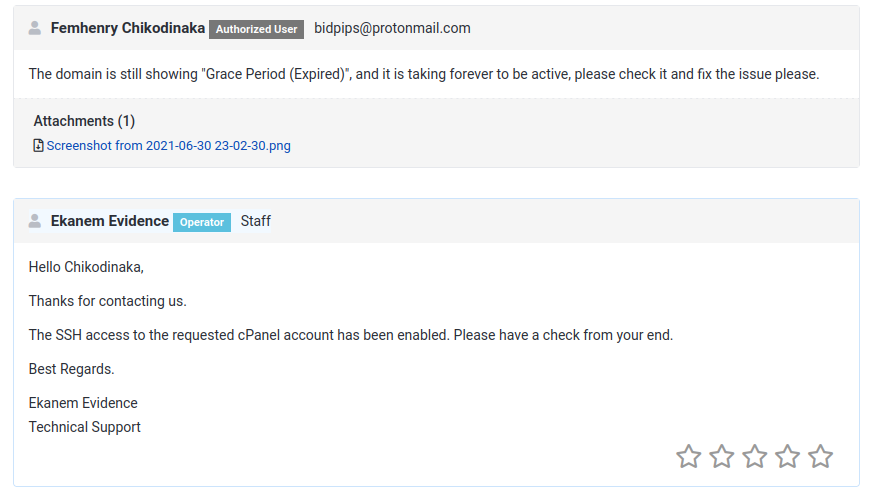 Femhenry Chikodinaka Authorized User bidpips@protonmail.com
The domain is still showing "Grace Period (Expired)", and it is taking forever to be active, please check it and fix the issue please.
Attachments (1)
Screenshot from 2021-06-30 23-02-30.png
Ekanem Evidence Operator Staff
Hello Chikodinaka,
Thanks for contacting us.
The SSH access to the requested cPanel account has been enabled. Please have a check from your end.
Best Regards.
Ekanem Evidence
Technical Support